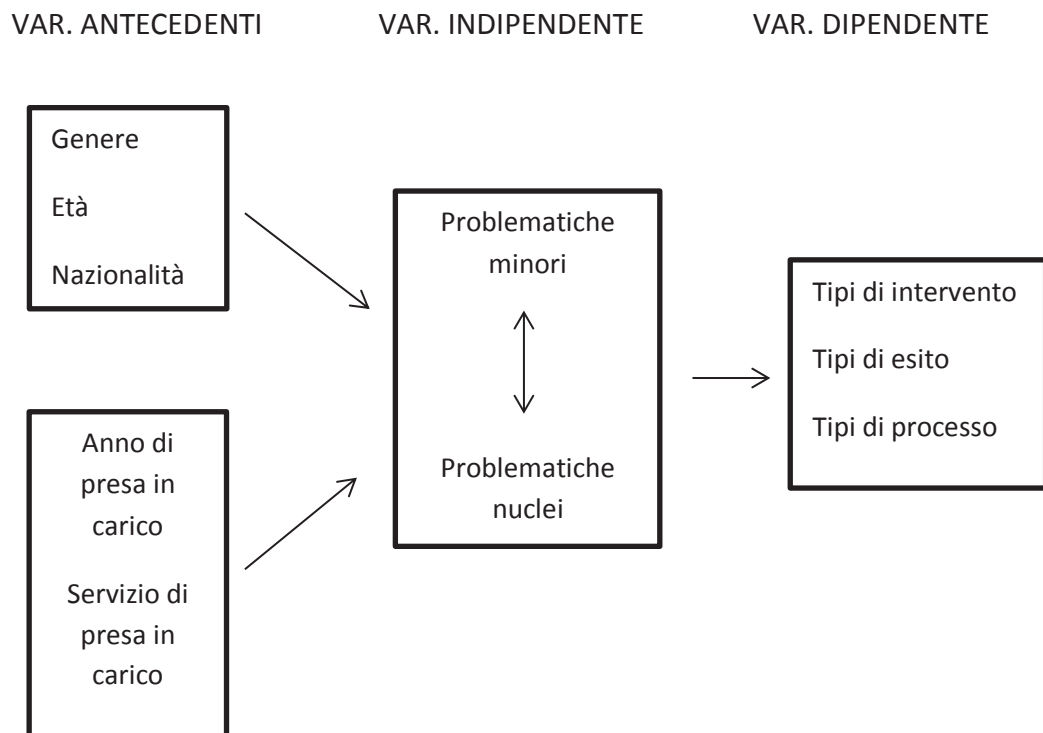 VAR. ANTECEDENTI
VAR. INDIPENDENTE
VAR. DIPENDENTE
Genere
Età
Nazionalità
Anno di
presa in
carico
Servizio di
presa in
carico
Problematiche
minori
Problematiche
nuclei
Tipi di intervento
Tipi di esito
Tipi di processo